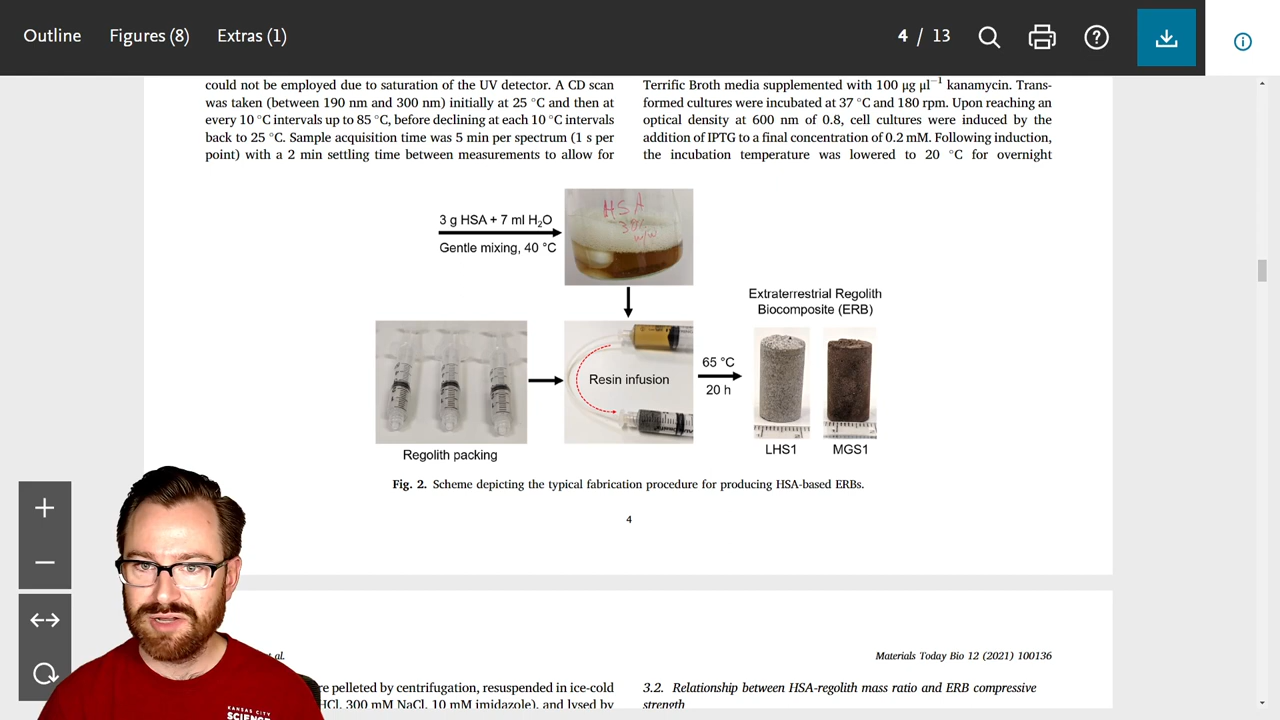 Outline
Figures (8)
Extras (1)
4 / 13
could not be employed due to saturation of the UV detector. A CD scan
was taken (between 190 nm and 300 nm) initially at 25 °C and then at
every 10 °C intervals up to 85 °C, before declining at each 10 °C intervals
back to 25 °C. Sample acquisition time was 5 min per spectrum (1 s per
point) with a 2 min settling time between measurements to allow for
Terrific Broth media supplemented with 100 μg μl⁻¹ kanamycin. Trans-
formed cultures were incubated at 37 °C and 180 rpm. Upon reaching an
optical density at 600 nm of 0.8, cell cultures were induced by the
addition of IPTG to a final concentration of 0.2 mM. Following induction,
the incubation temperature was lowered to 20 °C for overnight
3 g HSA + 7 ml H₂O
Gentle mixing, 40 °C
HSA
Extraterrestrial Regolith
Biocomposite (ERB)
Resin infusion
65 °C
20 h
Regolith packing
LHS1
MGS1
Fig. 2. Scheme depicting the typical fabrication procedure for producing HSA-based ERBs.
4
et al.
Materials Today Bio 12 (2021) 100136
re pelleted by centrifugation, resuspended in ice-cold
HCl, 300 mM NaCl, 10 mM imidazole), and lysed by
3.2. Relationship between HSA-regolith mass ratio and ERB compressive
strength
KANSAS CITY
SCIENCE